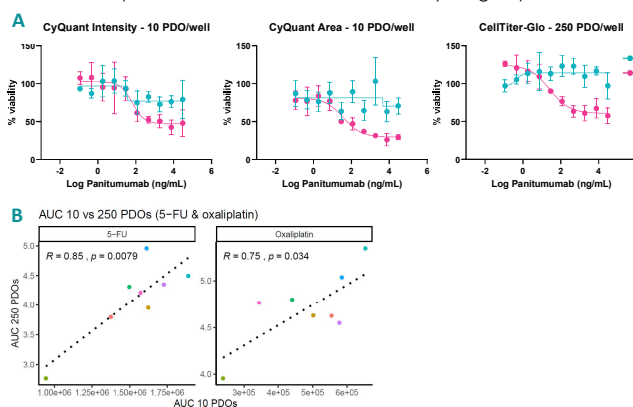 A
CyQuant Intensity - 10 PDO/well
CyQuant Area - 10 PDO/well
CellTiter-Glo - 250 PDO/well
% viability
150
100
50
0
-2
0
2
4
6
Log Panitumumab (ng/mL)
% viability
150
100
50
0
-2
0
2
4
6
Log Panitumumab (ng/mL)
% viability
150
100
50
0
-2
0
2
4
6
Log Panitumumab (ng/mL)
B
AUC 10 vs 250 PDOs (5-FU & oxaliplatin)
5-FU
Oxaliplatin
R = 0.85 , p = 0.0079
R = 0.75 , p = 0.034
AUC 250 PDOs
5.0
4.5
4.0
3.5
3.0
5.0
4.5
4.0
1.00e+06
1.25e+06
1.50e+06
1.75e+06
3e+05
4e+05
5e+05
6e+05
AUC 10 PDOs